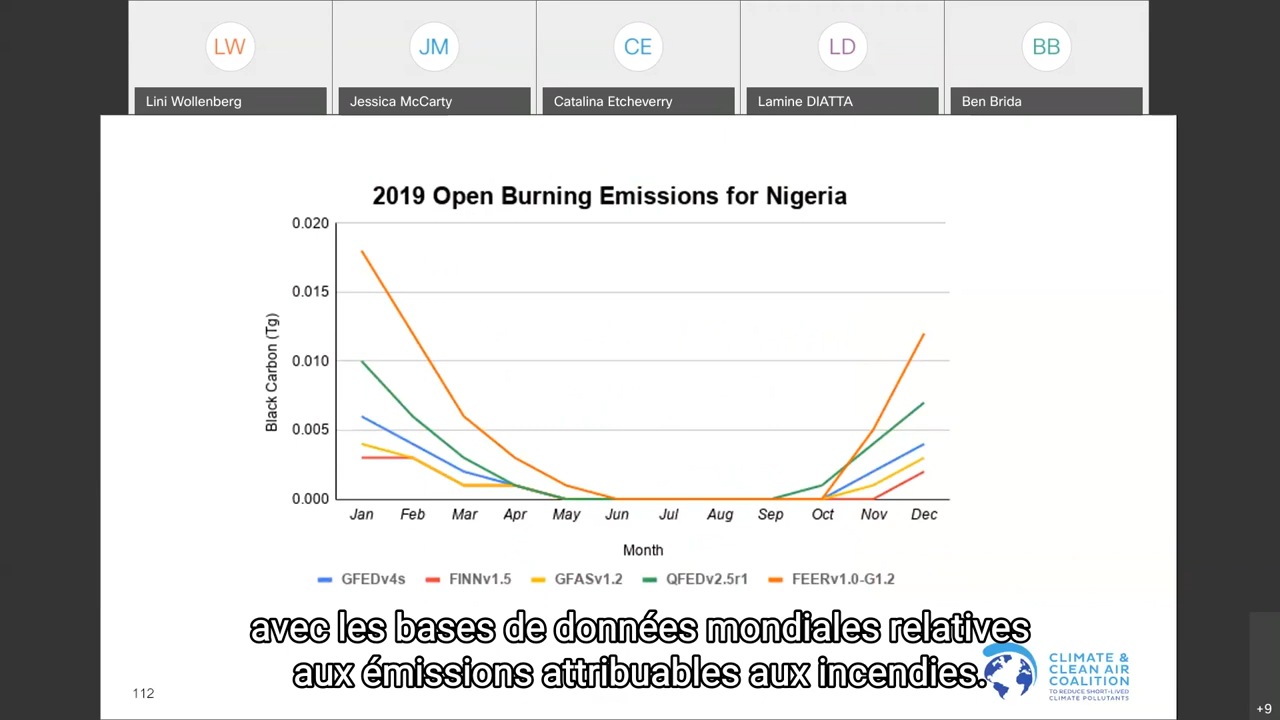 LW
JM
CE
LD
BB
Lini Wollenberg
Jessica McCarty
Catalina Etcheverry
Lamine DIATTA
Ben Brida
2019 Open Burning Emissions for Nigeria
0.020
0.015
0.010
0.005
0.000
Black Carbon (Tg)
Jan Feb Mar Apr May Jun Jul Aug Sep Oct Nov Dec
Month
GFEDv4s FINNv1.5 GFASv1.2 QFEDv2.5r1 FEERv1.0-G1.2
avec les bases de données mondiales relatives
aux émissions attribuables aux incendies.
CLIMATE &
CLEAN AIR
COALITION
TO REDUCE SHORT-LIVED
CLIMATE POLLUTANTS
112
+9